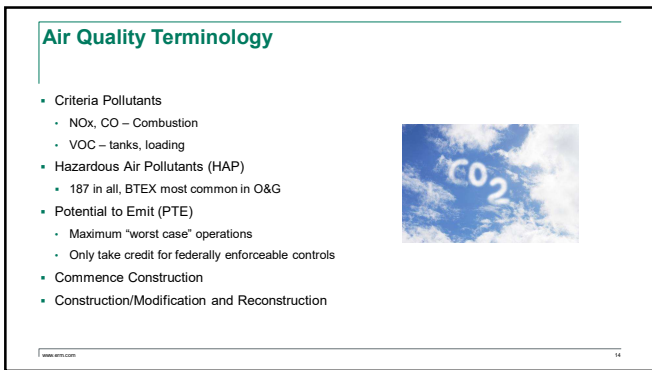 Air Quality Terminology
▪ Criteria Pollutants
• NOx, CO – Combustion
• VOC – tanks, loading
▪ Hazardous Air Pollutants (HAP)
▪ 187 in all, BTEX most common in O&G
▪ Potential to Emit (PTE)
• Maximum “worst case” operations
• Only take credit for federally enforceable controls
▪ Commence Construction
▪ Construction/Modification and Reconstruction
CO2
www.erm.com
14